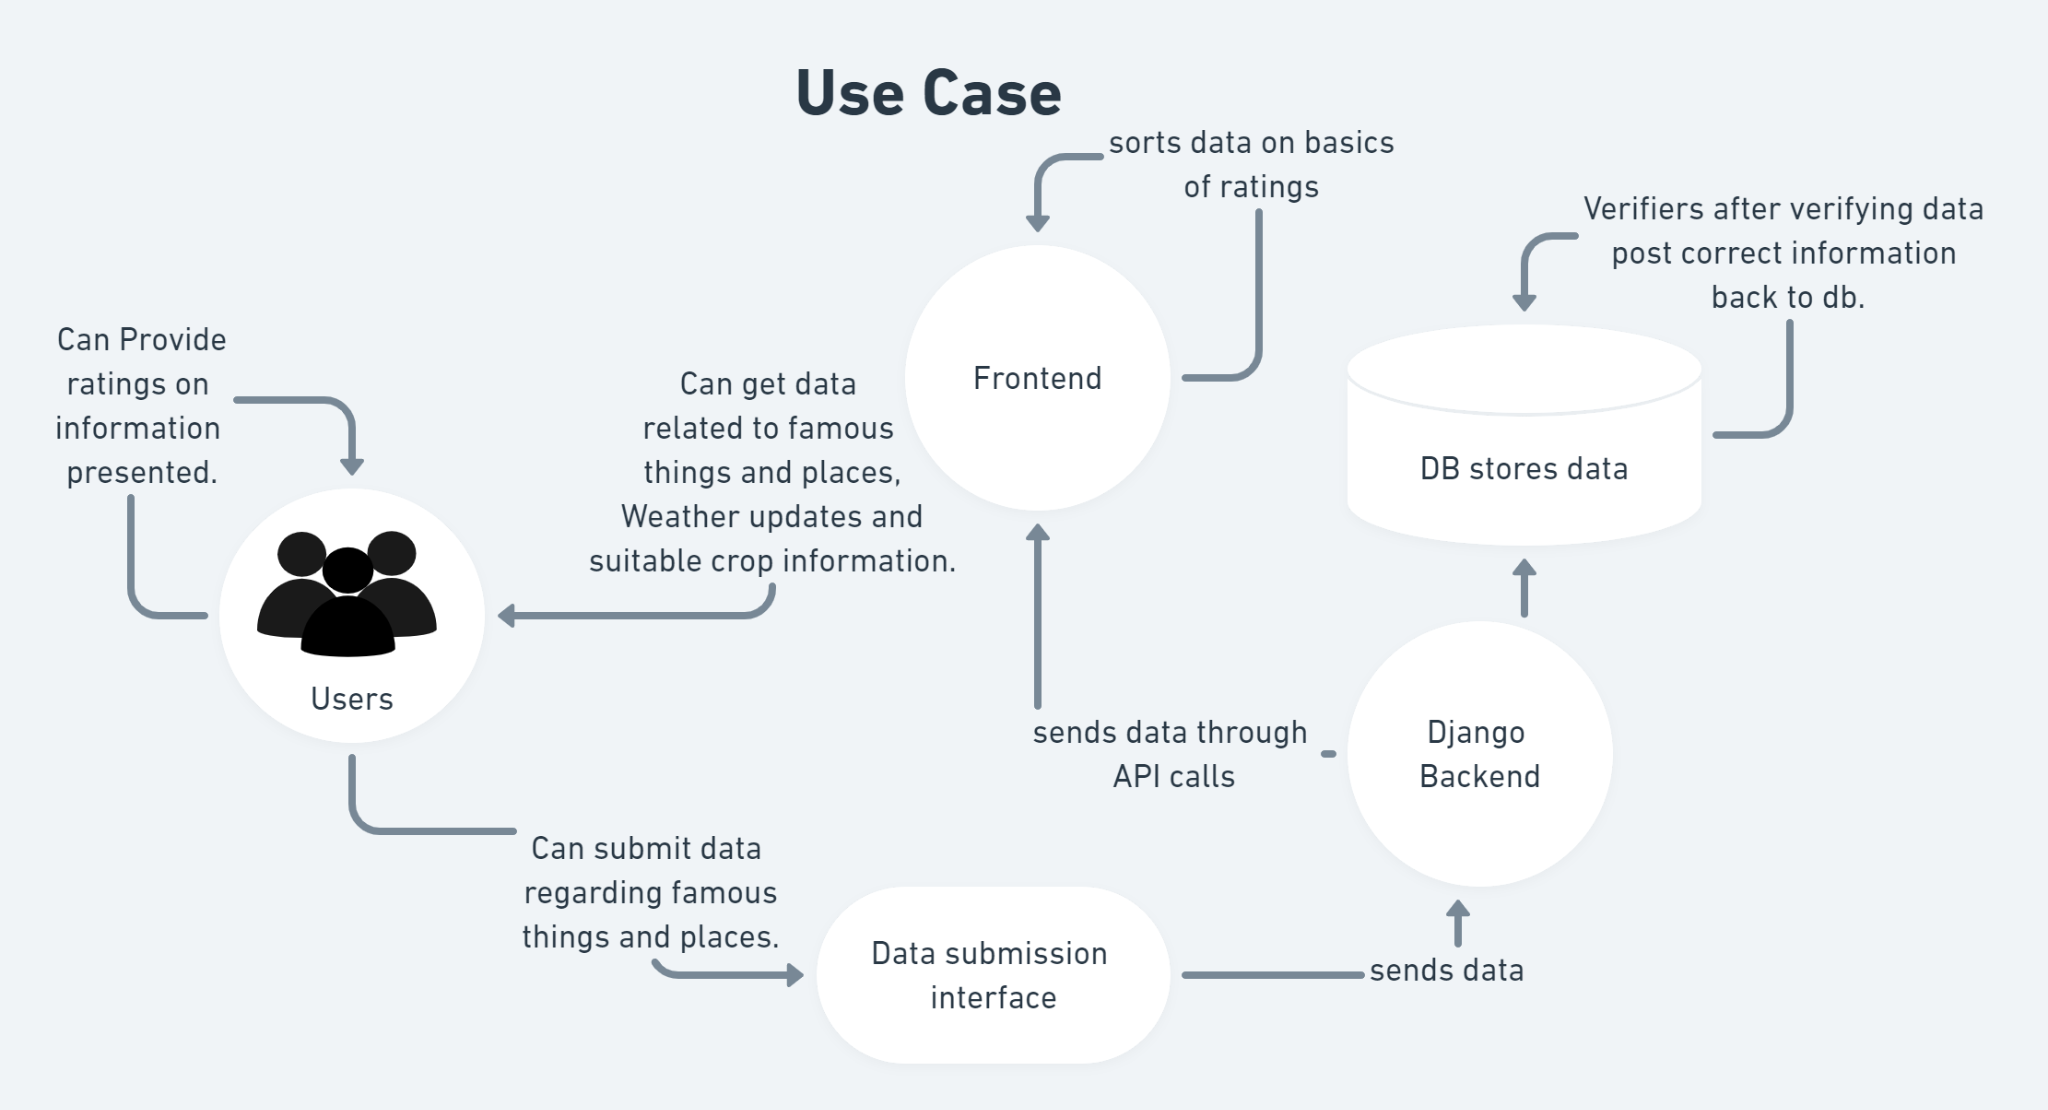 Use Case
sorts data on basics
of ratings
Verifiers after verifying data
post correct information
back to db.
Can Provide
ratings on
information
presented.
Can get data
related to famous
things and places,
Weather updates and
suitable crop information.
Frontend
DB stores data
Users
sends data through
API calls
Django
Backend
Can submit data
regarding famous
things and places.
Data submission
interface
sends data